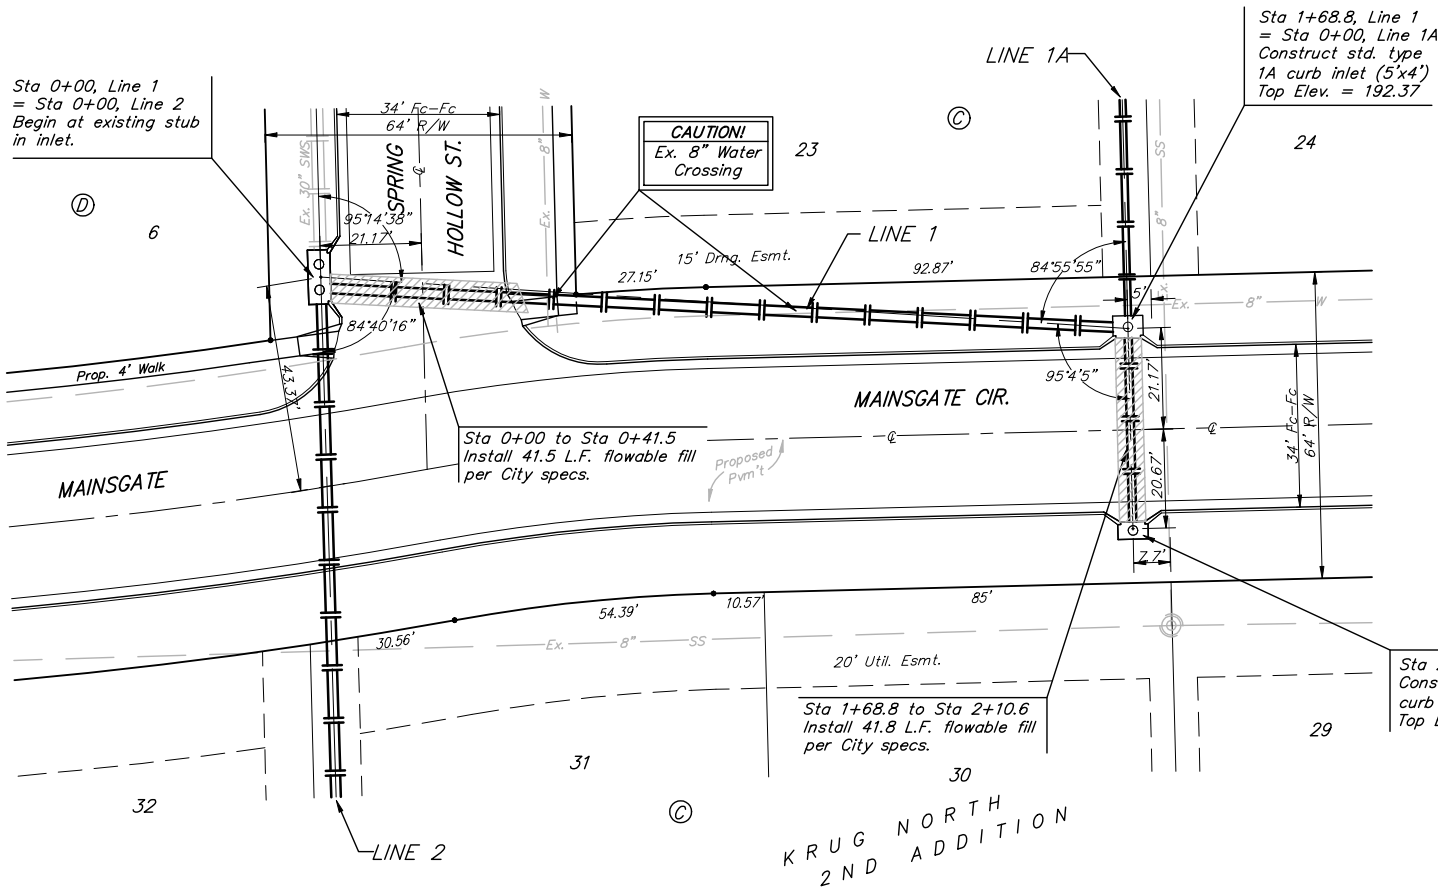 Sta 0+00, Line 1
= Sta 0+00, Line 2
Begin at existing stub
in inlet.
34' Fc-Fc
64' R/W
SPRING
HOLLOW ST.
℄
Ex. 30" SWS
Ex. 8" W
CAUTION!
Ex. 8" Water
Crossing
23
C
LINE 1A
Sta 1+68.8, Line 1
= Sta 0+00, Line 1A
Construct std. type
1A curb inlet (5'x4')
Top Elev. = 192.37
24
SS
8"
Ex.
D
6
95°14'38"
21.17'
LINE 1
15' Drng. Esmt.
27.15'
92.87'
84°55'55"
5'
Ex. 8" W
84°40'16"
43.37'
Prop. 4' Walk
95°4'5"
21.17'
34' Fc-Fc
64' R/W
MAINSGATE CIR.
℄
℄
Sta 0+00 to Sta 0+41.5
Install 41.5 L.F. flowable fill
per City specs.
Proposed
Pvm't
20.67'
MAINSGATE
7.7'
30.56'
54.39'
10.57'
85'
Ex. 8" SS
20' Util. Esmt.
Sta
Cons
curb
Top
Sta 1+68.8 to Sta 2+10.6
Install 41.8 L.F. flowable fill
per City specs.
29
31
30
32
C
KRUG NORTH
2ND ADDITION
LINE 2